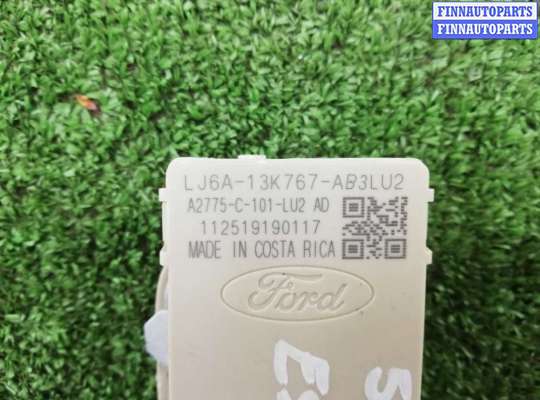 FINNAUTOPARTS
FINNAUTOPARTS
LJ6A-13K767-AB3LU2
A2775-C-101-LU2 AD
112519190117
MADE IN COSTA RICA
Ford